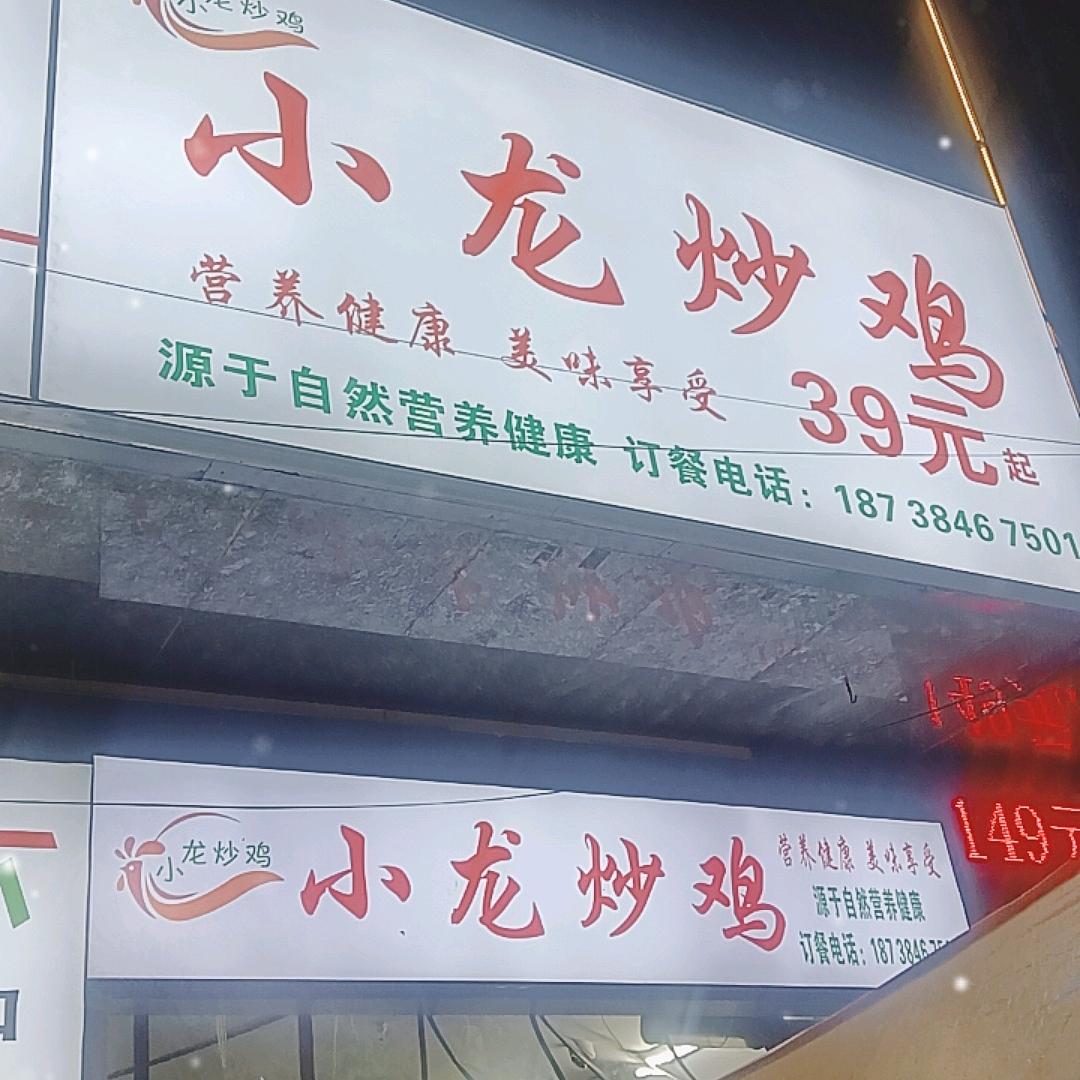 小龙炒鸡
小龙炒鸡
营养健康 美味享受
39元起
源于自然营养健康 订餐电话：187 3846 7501
小龙炒鸡
小龙炒鸡
营养健康 美味享受
源于自然营养健康
订餐电话：187 3846 75
149元